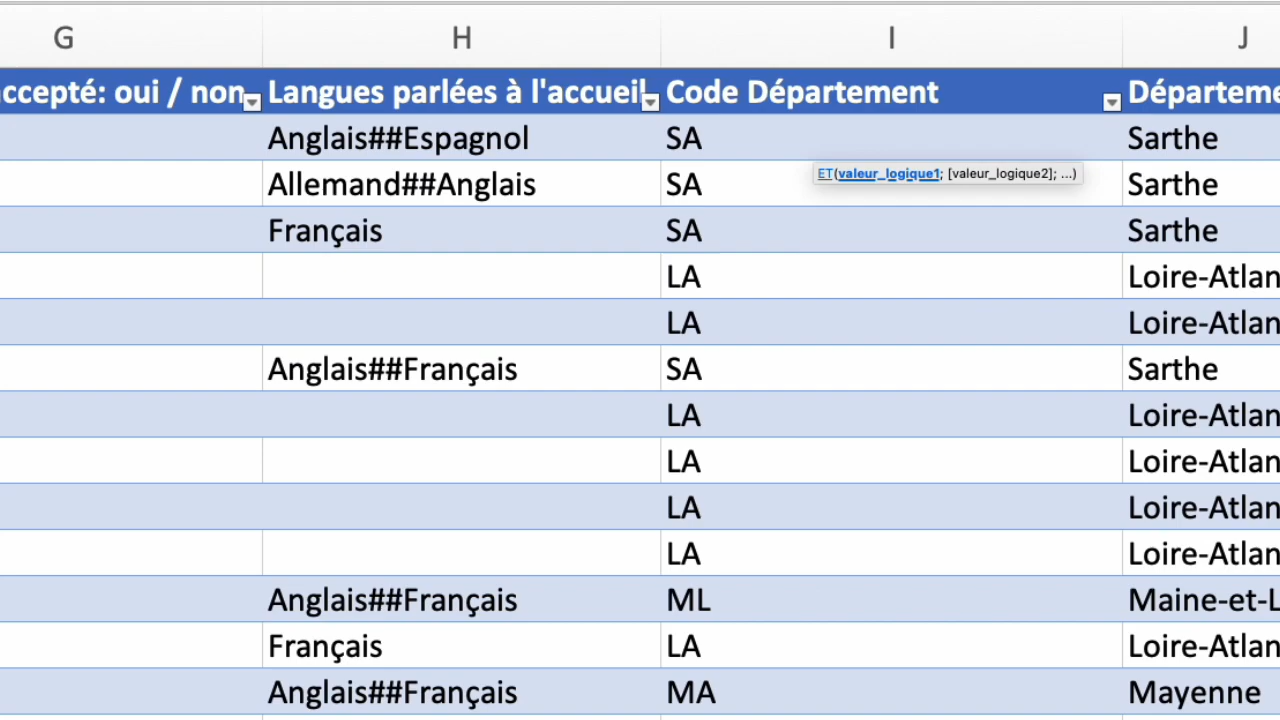 G H I J
accepté: oui / non Langues parlées à l'accueil Code Département Départeme
Anglais##Espagnol SA Sarthe
ET(valeur_logique1; [valeur_logique2]; ...)
Allemand##Anglais SA Sarthe
Français SA Sarthe
LA Loire-Atlan
LA Loire-Atlan
Anglais##Français SA Sarthe
LA Loire-Atlan
LA Loire-Atlan
LA Loire-Atlan
LA Loire-Atlan
Anglais##Français ML Maine-et-L
Français LA Loire-Atlan
Anglais##Français MA Mayenne